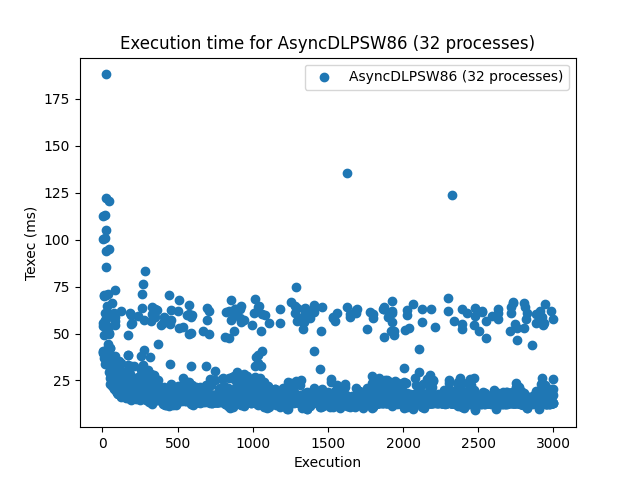 Execution time for AsyncDLPSW86 (32 processes)
AsyncDLPSW86 (32 processes)
175
150
125
100
75
50
25
Texec (ms)
0 500 1000 1500 2000 2500 3000
Execution